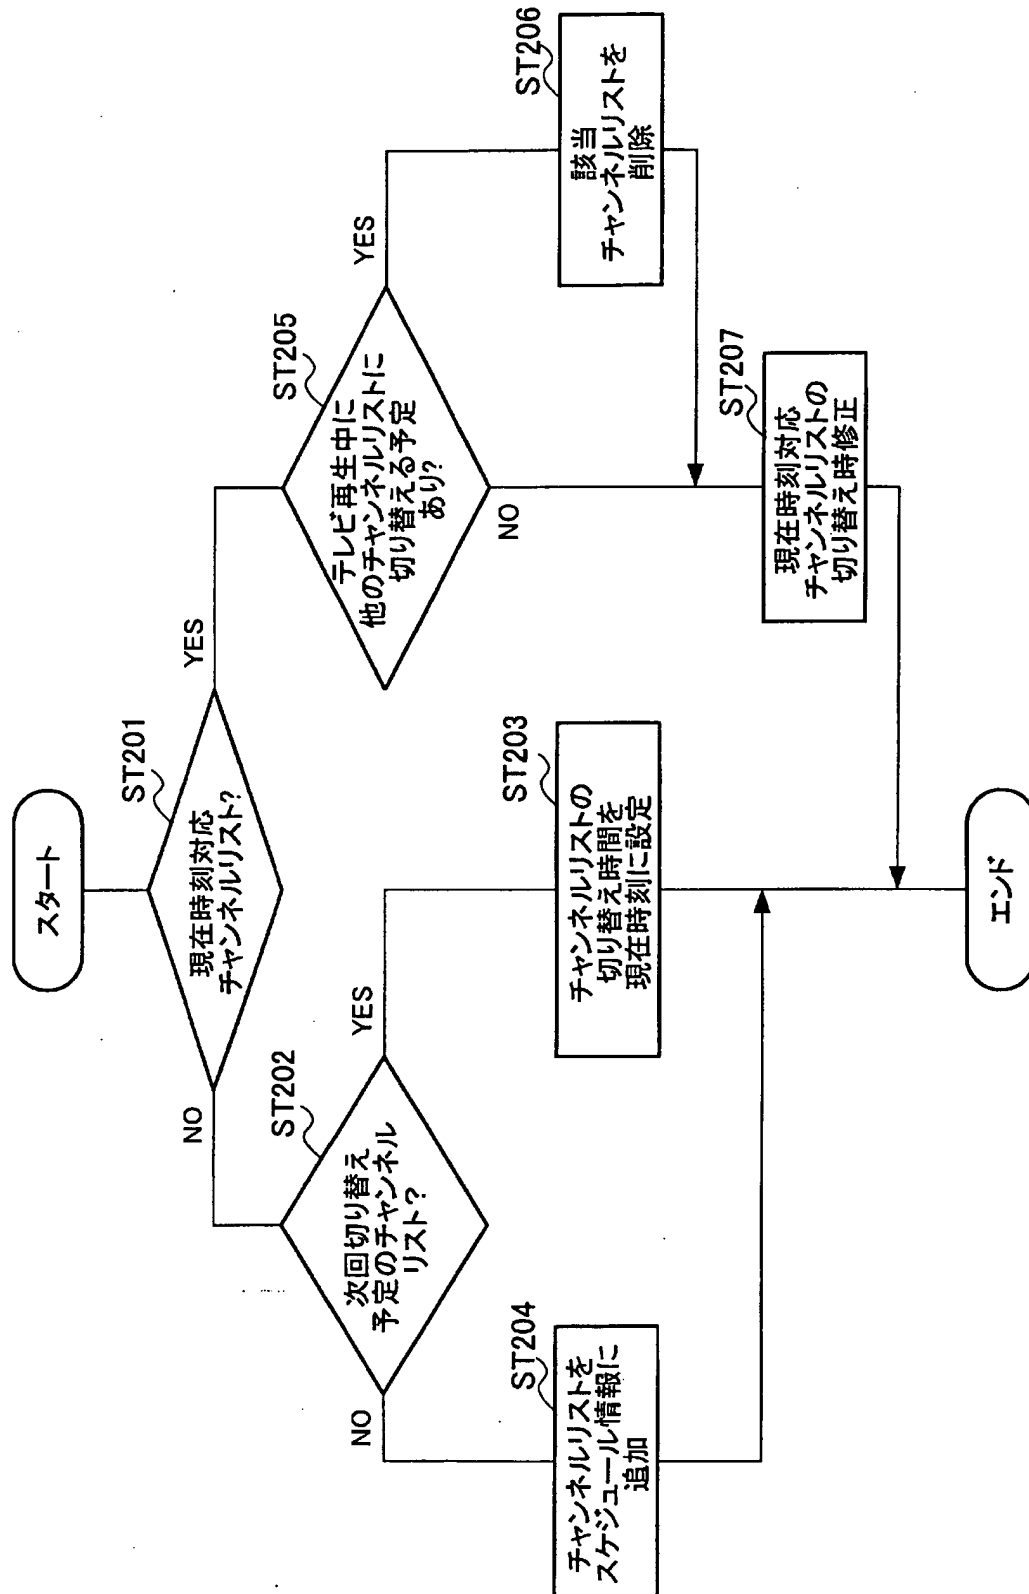 スタート
ST201
現在時刻対応
チャンネルリスト?
NO
YES
ST202
次回切り替え
予定のチャンネル
リスト?
NO
YES
ST204
チャンネルリストを
スケジュール情報に
追加
ST203
チャンネルリストの
切り替え時間を
現在時刻に設定
ST205
テレビ再生中に
他のチャンネルリストに
切り替える予定
あり?
NO
YES
ST206
該当
チャンネルリストを
削除
ST207
現在時刻対応
チャンネルリストの
切り替え時修正
エンド